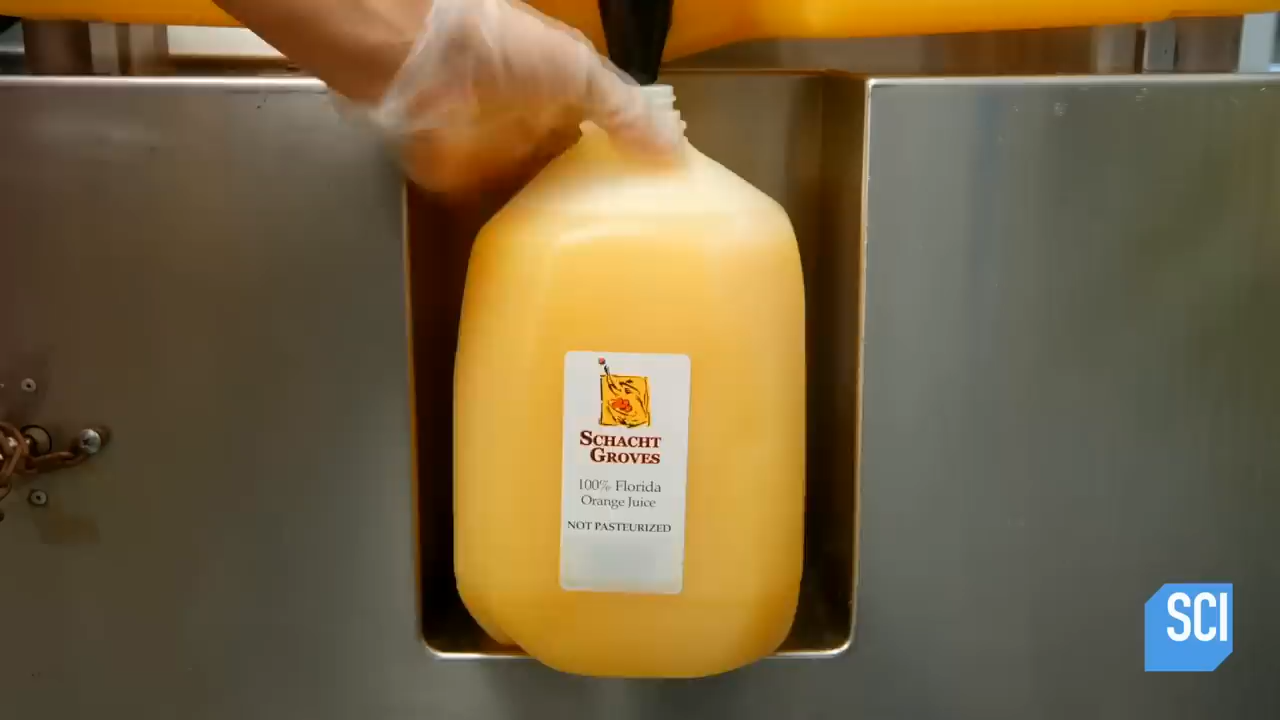 SCHACHT
GROVES
100% Florida
Orange Juice
NOT PASTEURIZED
SCI